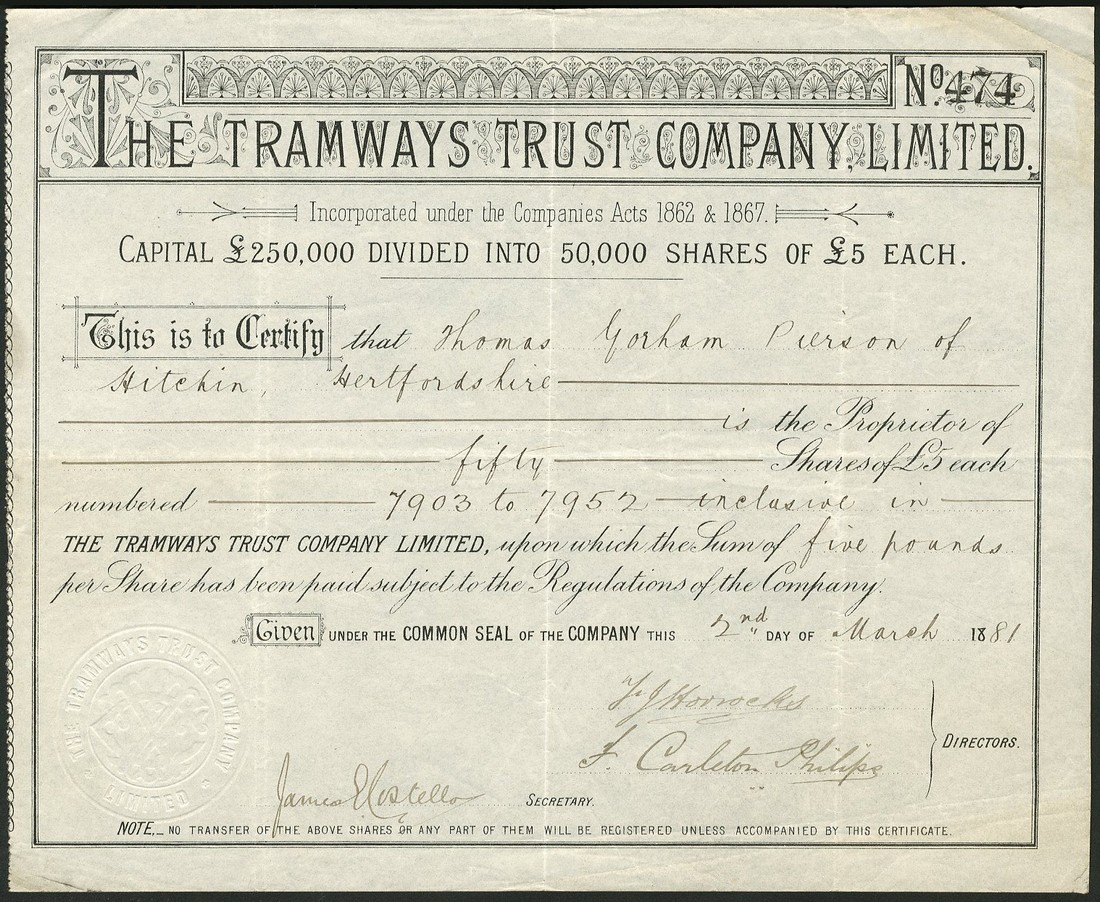 No. 474
THE TRAMWAYS TRUST COMPANY, LIMITED.
Incorporated under the Companies Acts 1862 & 1867.
CAPITAL £250,000 DIVIDED INTO 50,000 SHARES OF £5 EACH.
This is to Certify that Thomas Gorham Pierson of
Hitchin, Hertfordshire
is the Proprietor of
fifty Shares of £5 each
numbered 7903 to 7952 inclusive in
THE TRAMWAYS TRUST COMPANY LIMITED, upon which the Sum of five pounds
per Share has been paid subject to the Regulations of the Company.
Given UNDER THE COMMON SEAL OF THE COMPANY THIS 2nd DAY OF March 1881
THE TRAMWAYS TRUST COMPANY LIMITED
Horrocks
F. Carleton Philips
DIRECTORS.
James Costello SECRETARY.
NOTE._ NO TRANSFER OF THE ABOVE SHARES OR ANY PART OF THEM WILL BE REGISTERED UNLESS ACCOMPANIED BY THIS CERTIFICATE.